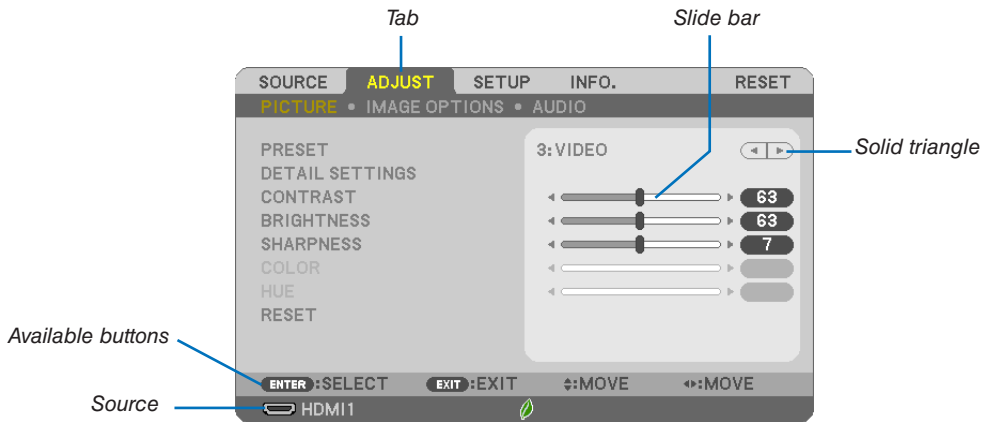 Tab Slide bar
SOURCE ADJUST SETUP INFO. RESET
PICTURE • IMAGE OPTIONS • AUDIO
PRESET 3:VIDEO Solid triangle
DETAIL SETTINGS
CONTRAST 63
BRIGHTNESS 63
SHARPNESS 7
COLOR
HUE
RESET
Available buttons
ENTER :SELECT EXIT :EXIT :MOVE :MOVE
Source HDMI1